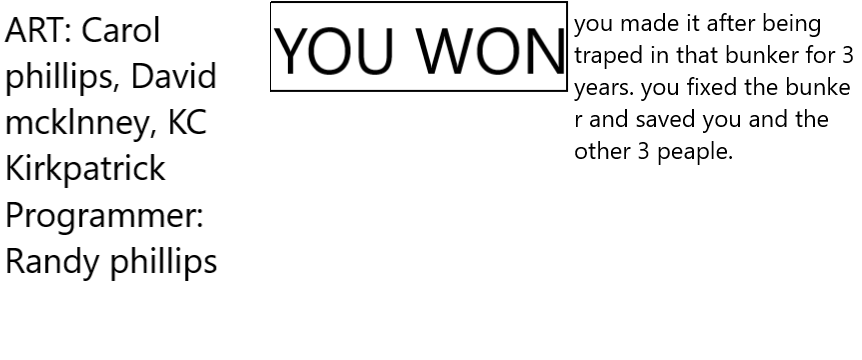 ART: Carol
phillips, David
mckInney, KC
Kirkpatrick
Programmer:
Randy phillips
YOU WON
you made it after being
traped in that bunker for 3
years. you fixed the bunke
r and saved you and the
other 3 peaple.